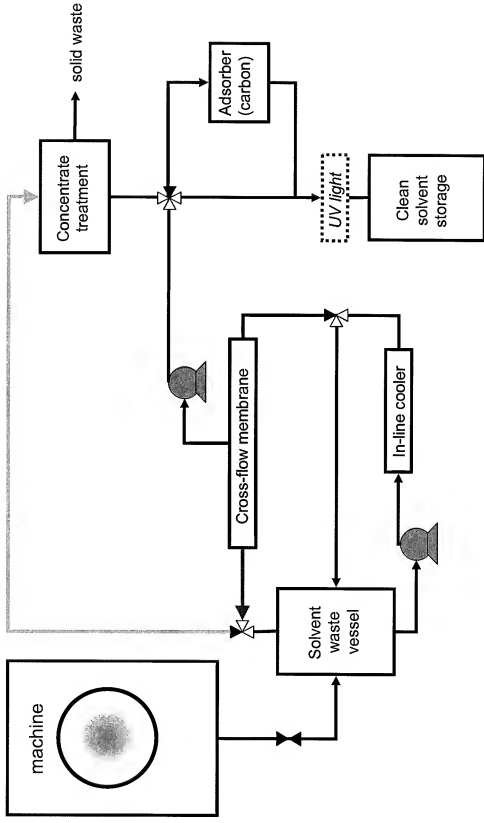 machine
Solvent
waste
vessel
Cross-flow membrane
In-line cooler
Concentrate
treatment
solid waste
Adsorber
(carbon)
UV light
Clean
solvent
storage